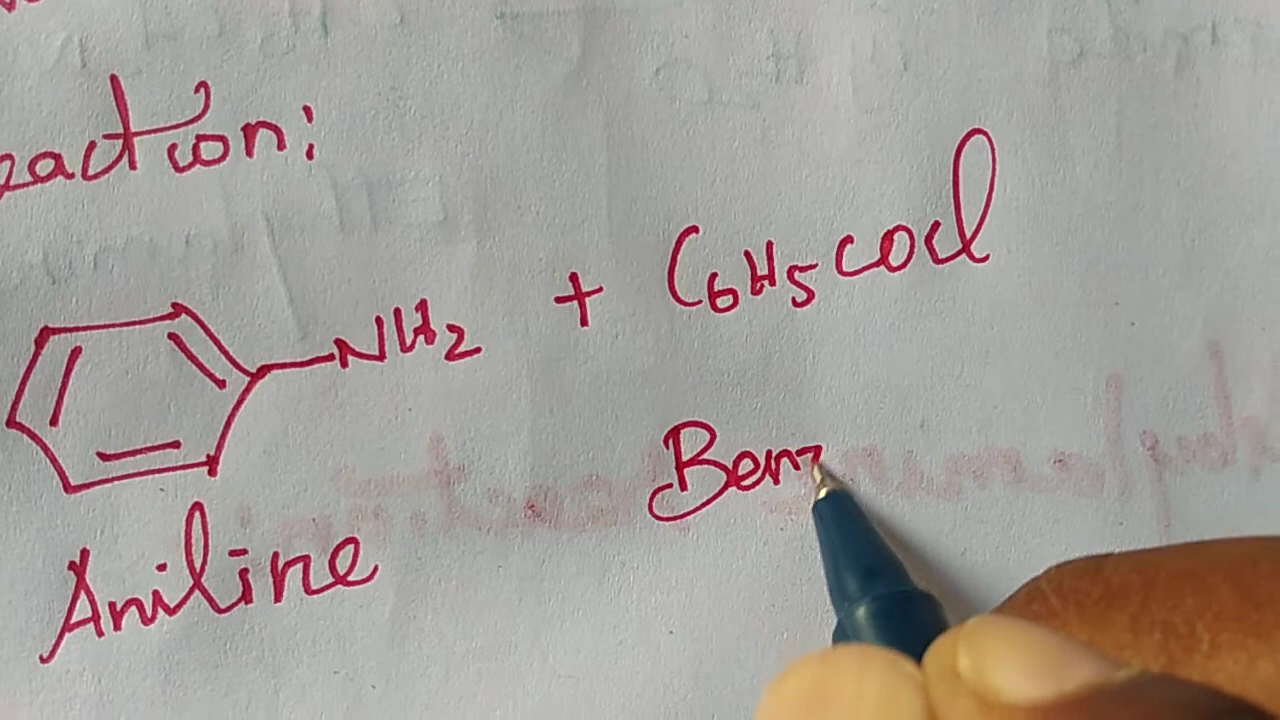 eaction:
NH₂ + C₆H₅COCl
Benz
Aniline